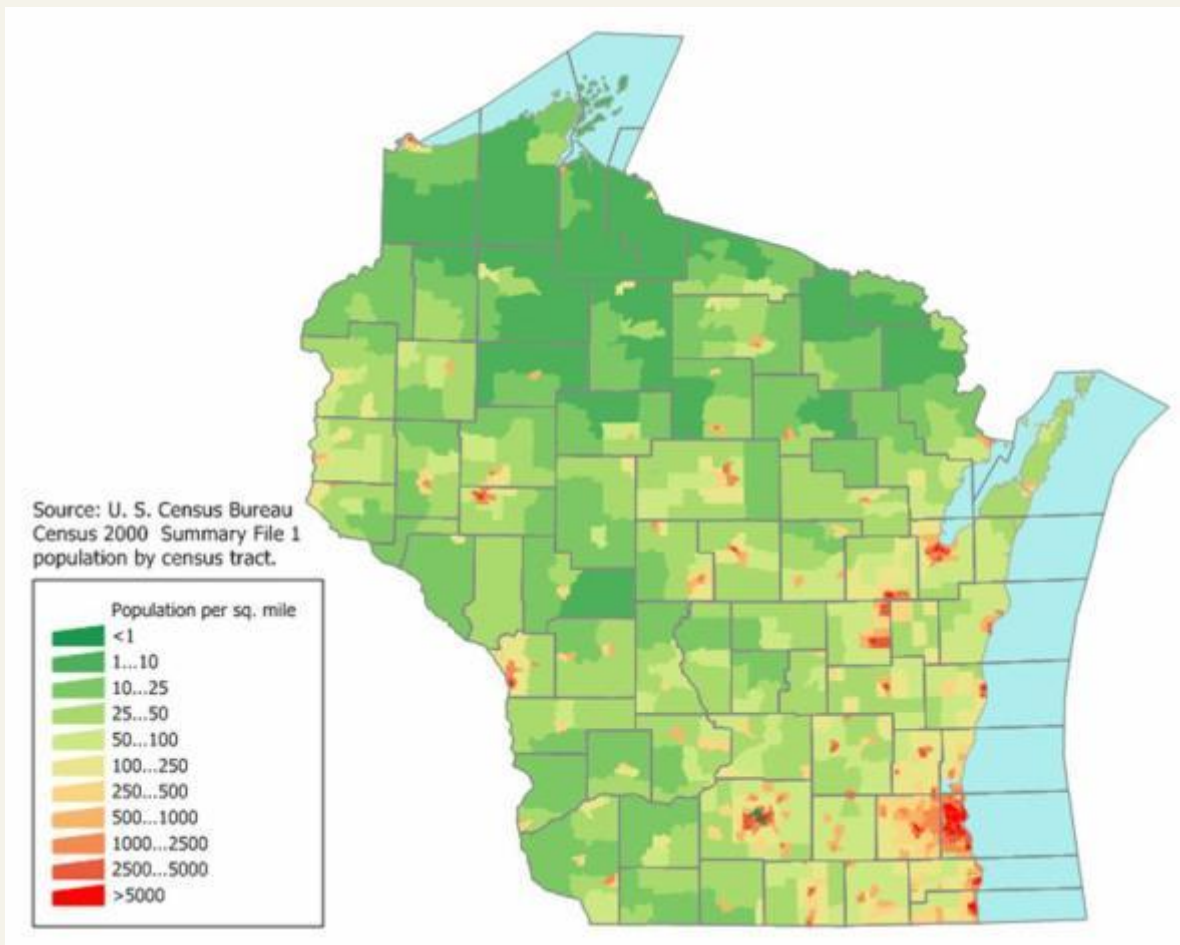 Source: U. S. Census Bureau
Census 2000 Summary File 1
population by census tract.
Population per sq. mile
<1
1...10
10...25
25...50
50...100
100...250
250...500
500...1000
1000...2500
2500...5000
>5000